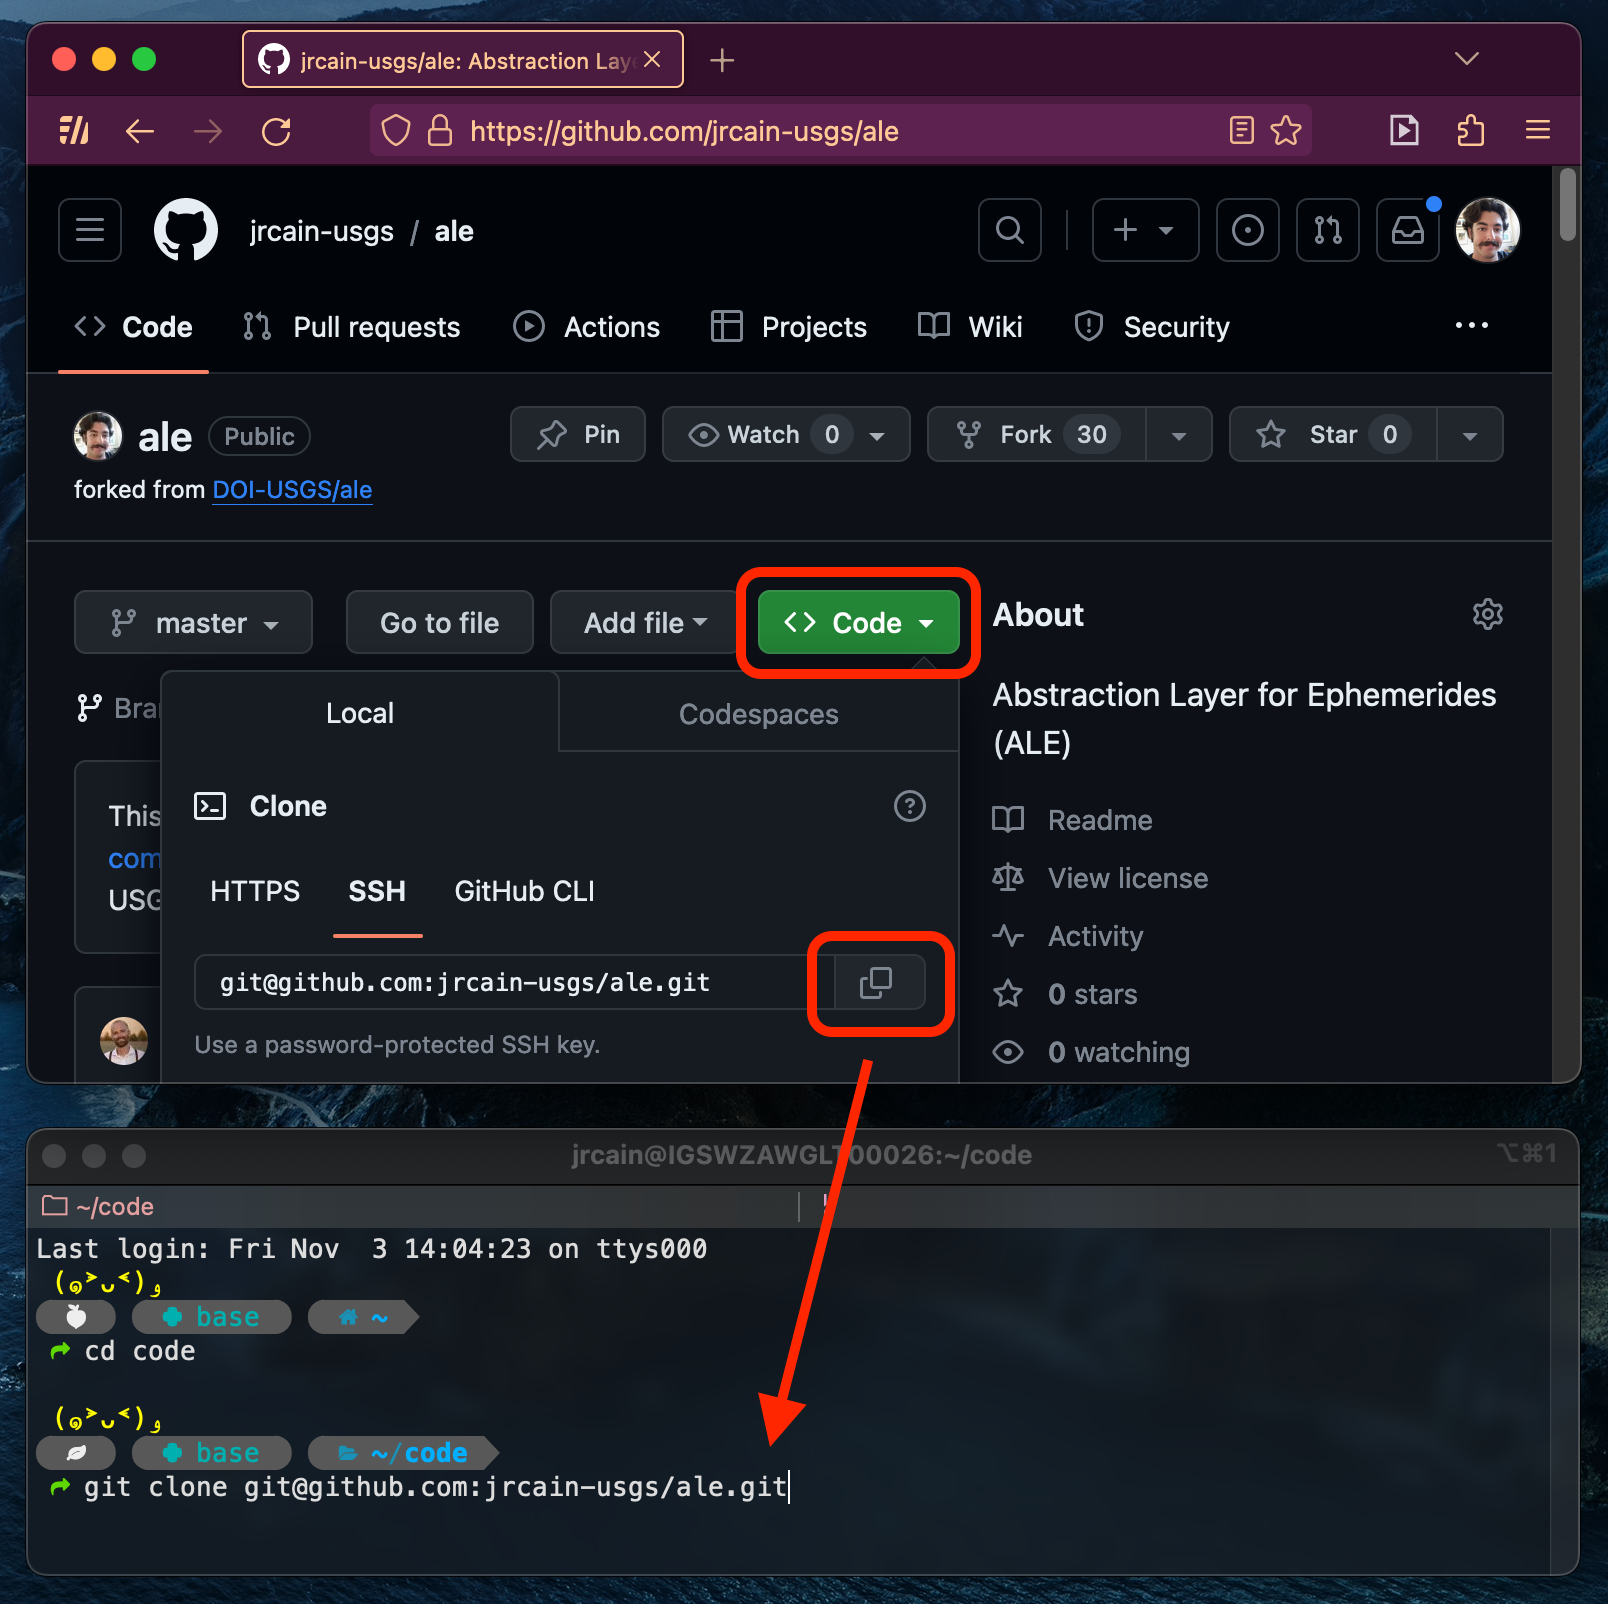 jrcain-usgs/ale: Abstraction Laye
https://github.com/jrcain-usgs/ale
jrcain-usgs / ale
Code Pull requests Actions Projects Wiki Security
ale Public Pin Watch 0 Fork 30 Star 0
forked from DOI-USGS/ale
master Go to file Add file Code About
Abstraction Layer for Ephemerides
(ALE)
Local Codespaces
Clone
This
HTTPS SSH GitHub CLI
git@github.com:jrcain-usgs/ale.git
Use a password-protected SSH key.
Readme
View license
Activity
0 stars
0 watching
jrcain@IGSWZAWGLT00026:~/code ⌥⌘1
~/code
Last login: Fri Nov 3 14:04:23 on ttys000
(๑˃ᴗ˂)ﻭ
base ~
cd code
(๑˃ᴗ˂)ﻭ
base ~/code
git clone git@github.com:jrcain-usgs/ale.git